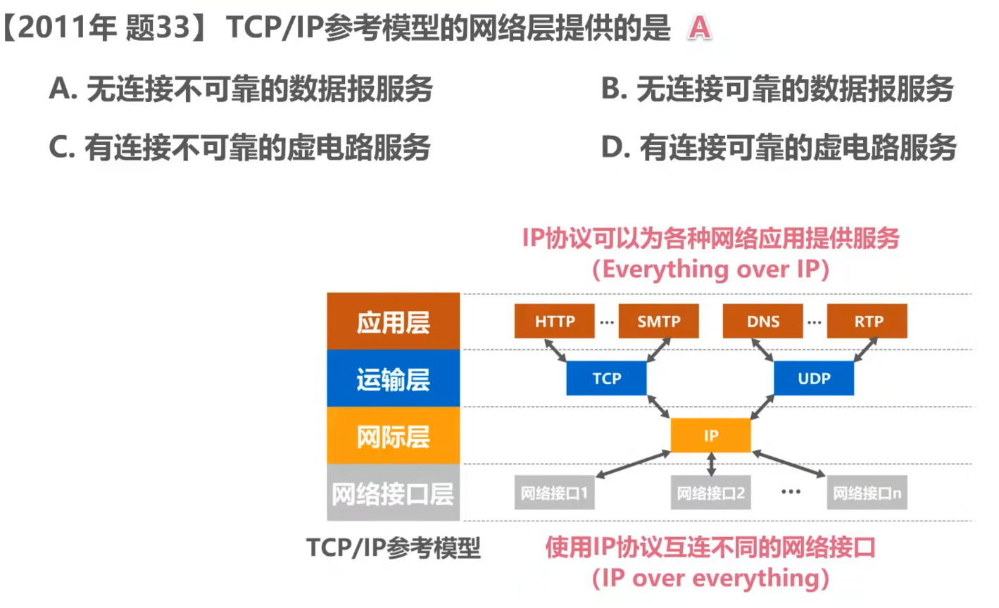 【2011年 题33】 TCP/IP参考模型的网络层提供的是 A
A. 无连接不可靠的数据报服务
B. 无连接可靠的数据报服务
C. 有连接不可靠的虚电路服务
D. 有连接可靠的虚电路服务
IP协议可以为各种网络应用提供服务
（Everything over IP）
应用层
HTTP ··· SMTP
DNS ··· RTP
运输层
TCP
UDP
网际层
IP
网络接口层
网络接口1
网络接口2
···
网络接口n
TCP/IP参考模型
使用IP协议互连不同的网络接口
（IP over everything）